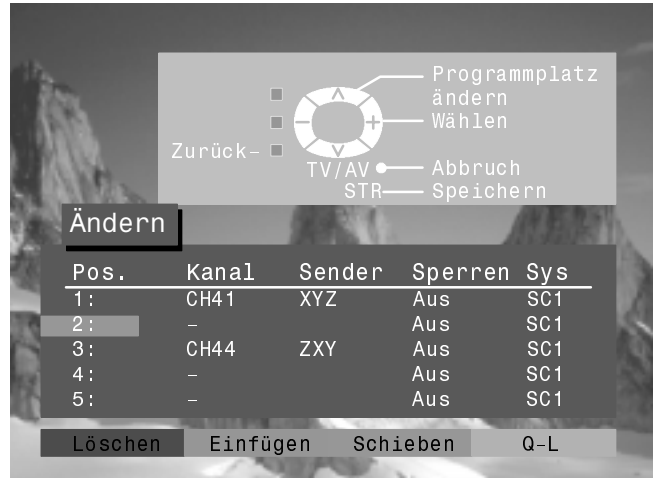 Programmplatz
ändern
Wählen
Zurück–
TV/AV Abbruch
STR Speichern
Ändern
Pos. Kanal Sender Sperren Sys
1: CH41 XYZ Aus SC1
2: – Aus SC1
3: CH44 ZXY Aus SC1
4: – Aus SC1
5: – Aus SC1
Löschen Einfügen Schieben Q–L